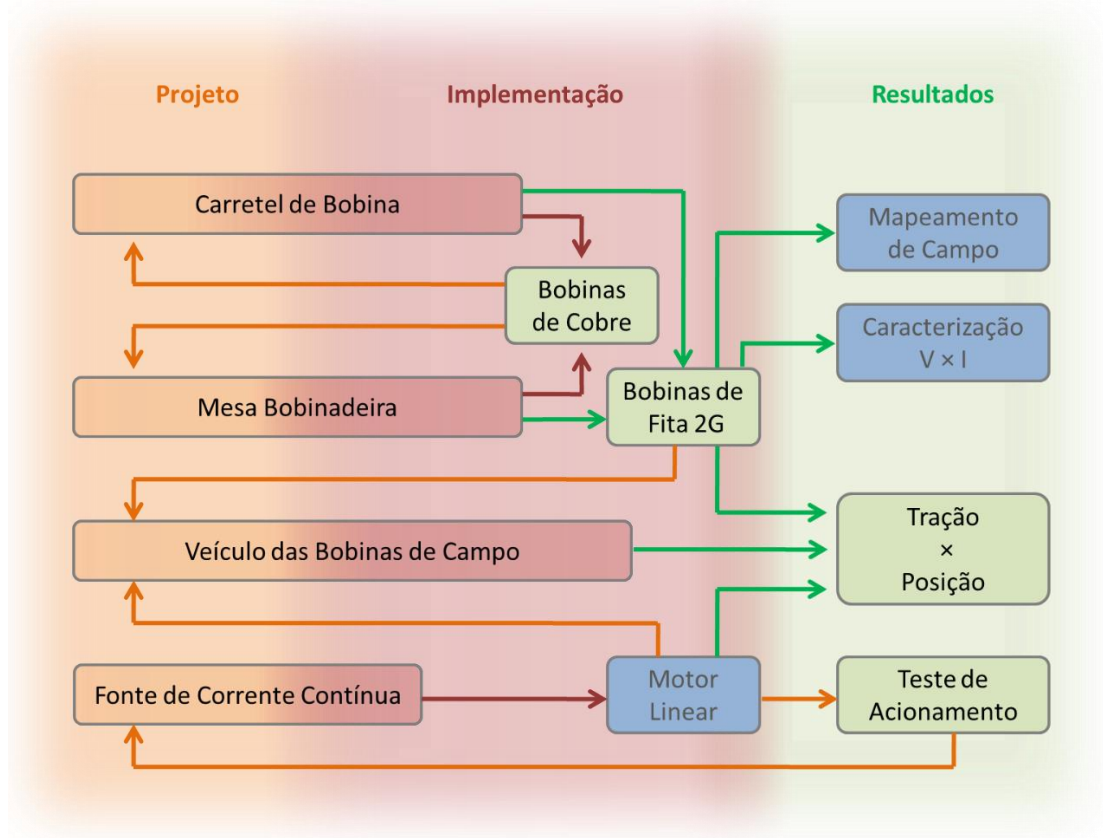 Projeto
Implementação
Resultados
Carretel de Bobina
Mapeamento
de Campo
Bobinas
de Cobre
Caracterização
V × I
Mesa Bobinadeira
Bobinas de
Fita 2G
Veículo das Bobinas de Campo
Tração
×
Posição
Fonte de Corrente Contínua
Motor
Linear
Teste de
Acionamento